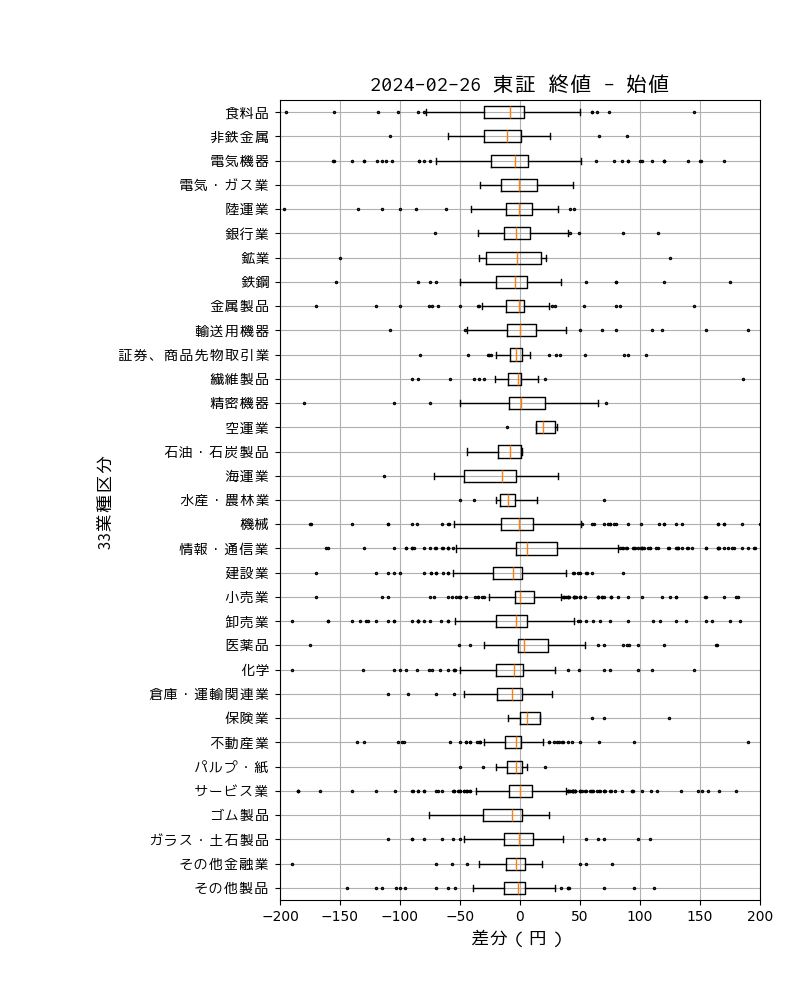 2024-02-26 東証 終値 - 始値
食料品
非鉄金属
電気機器
電気・ガス業
陸運業
銀行業
鉱業
鉄鋼
金属製品
輸送用機器
証券、商品先物取引業
繊維製品
精密機器
空運業
石油・石炭製品
海運業
水産・農林業
機械
情報・通信業
建設業
小売業
卸売業
医薬品
化学
倉庫・運輸関連業
保険業
不動産業
パルプ・紙
サービス業
ゴム製品
ガラス・土石製品
その他金融業
その他製品
33業種区分
−200 −150 −100 −50 0 50 100 150 200
差分（円）